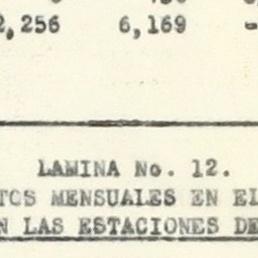 2,256 6,169
LAMINA No. 12.
TOS MENSUALES EN EL
N LAS ESTACIONES DE